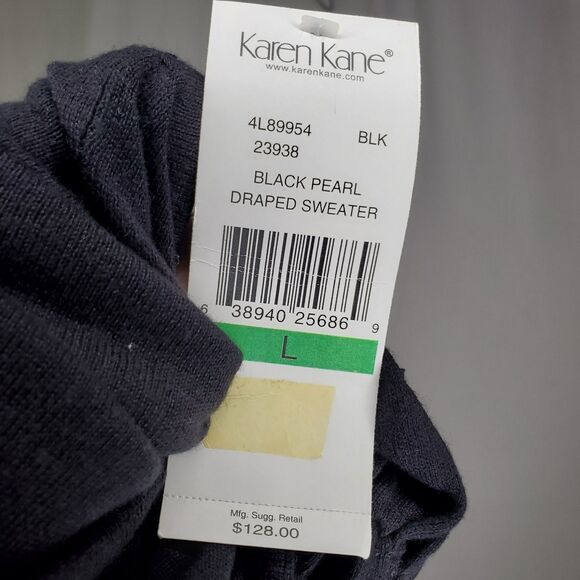 Karen Kane®
www.karenkane.com
4L89954 BLK
23938
BLACK PEARL
DRAPED SWEATER
6 38940 25686 9
L
Mfg. Sugg. Retail
$128.00